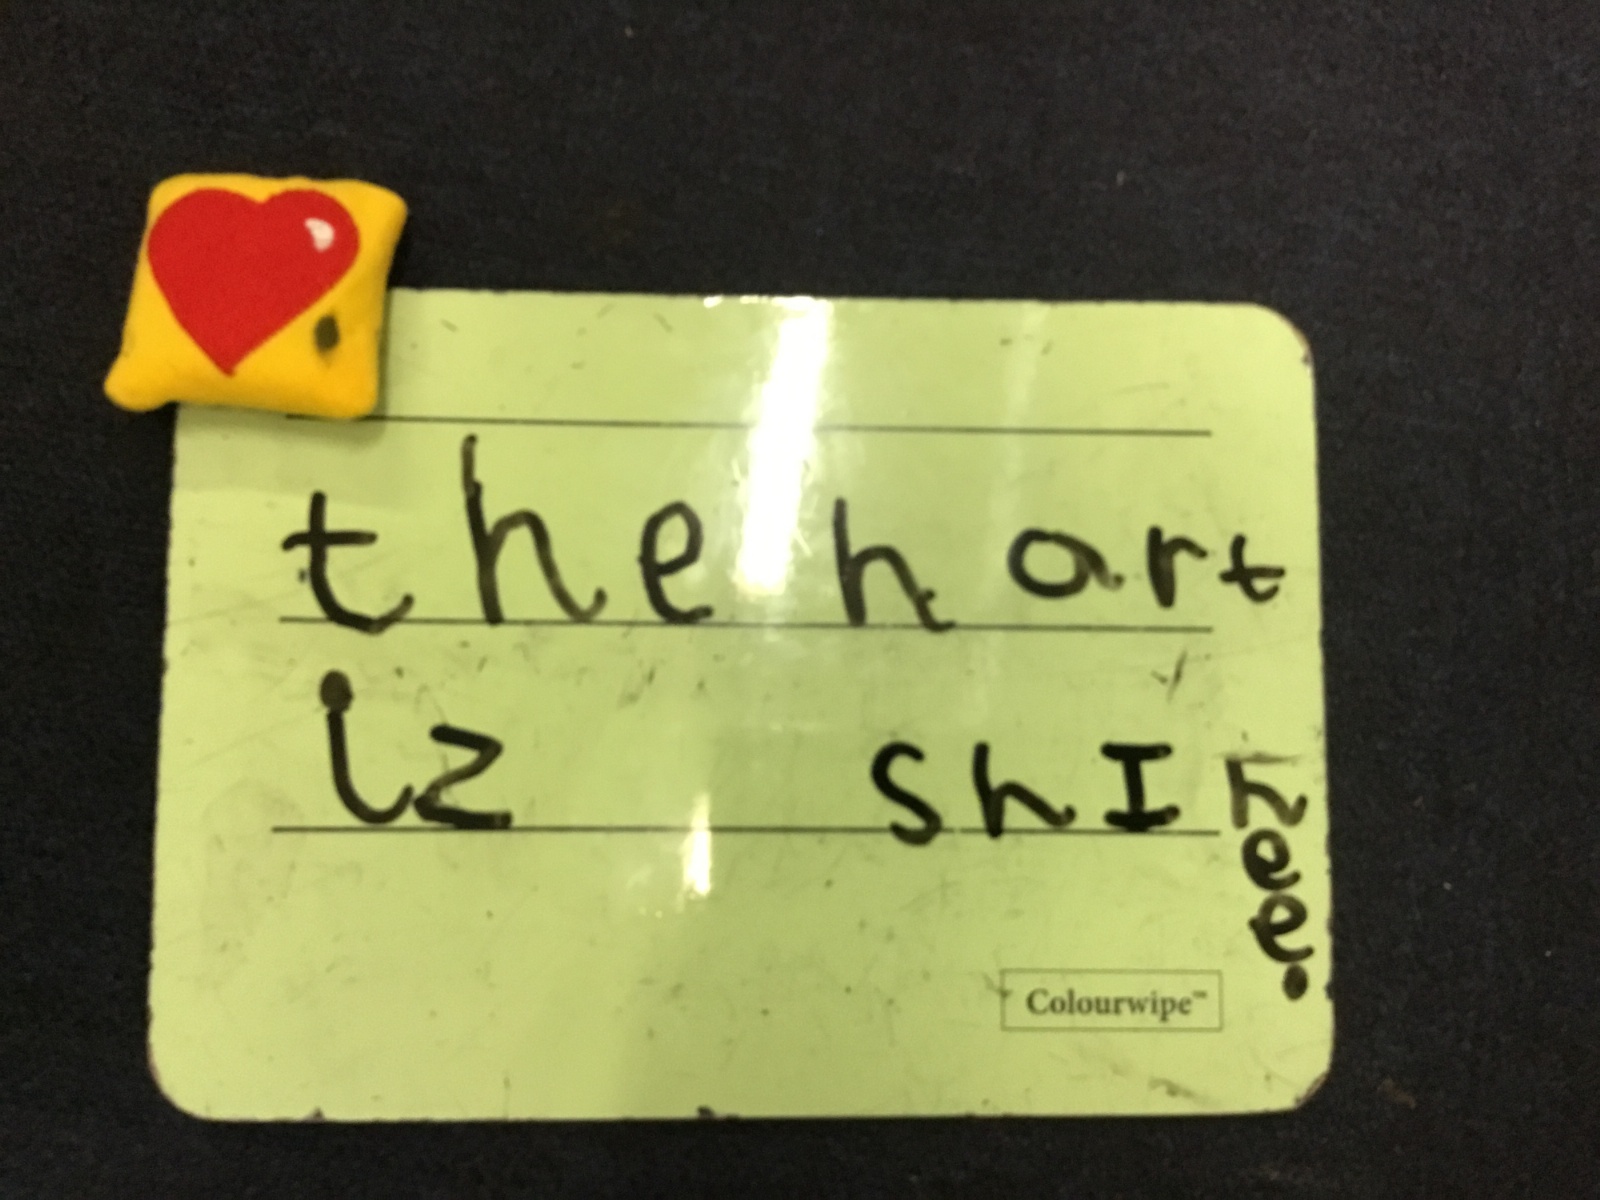 the hart
iz shInee.
Colourwipe™